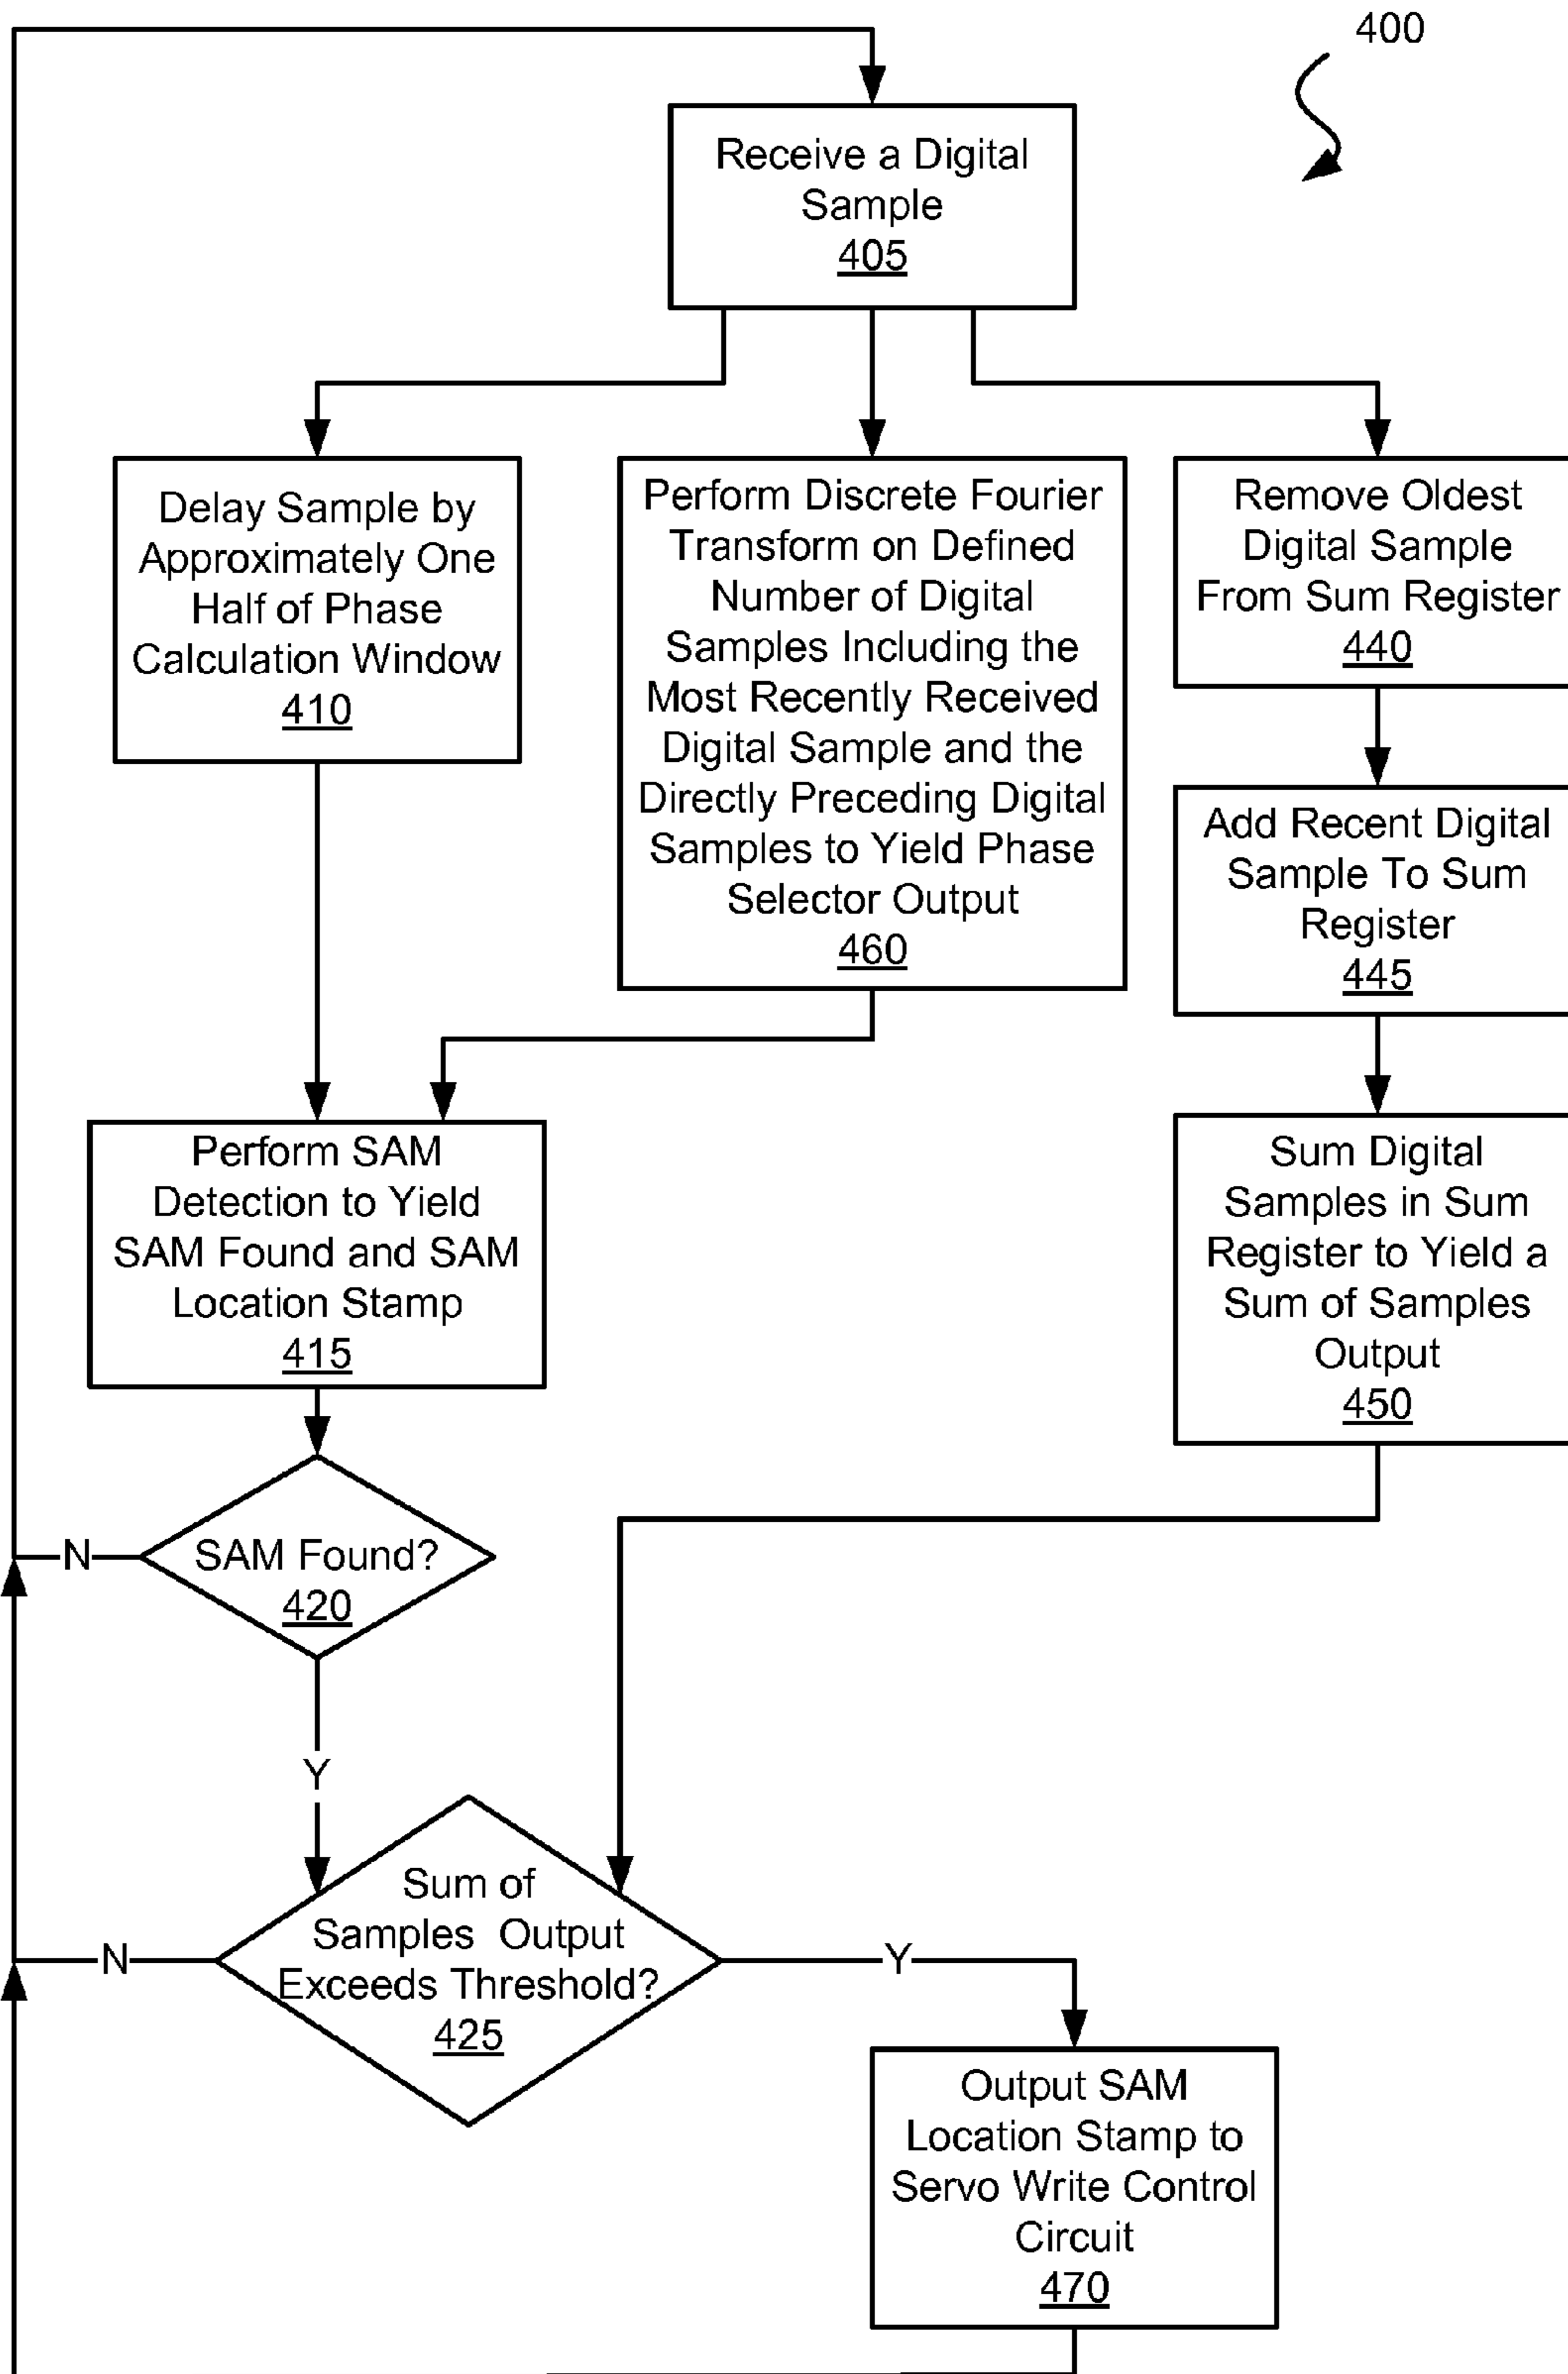 400
Receive a Digital
Sample
405
Delay Sample by
Approximately One
Half of Phase
Calculation Window
410
Perform Discrete Fourier
Transform on Defined
Number of Digital
Samples Including the
Most Recently Received
Digital Sample and the
Directly Preceding Digital
Samples to Yield Phase
Selector Output
460
Remove Oldest
Digital Sample
From Sum Register
440
Add Recent Digital
Sample To Sum
Register
445
Perform SAM
Detection to Yield
SAM Found and SAM
Location Stamp
415
Sum Digital
Samples in Sum
Register to Yield a
Sum of Samples
Output
450
N
SAM Found?
420
Y
Sum of
Samples Output
Exceeds Threshold?
425
N
Y
Output SAM
Location Stamp to
Servo Write Control
Circuit
470